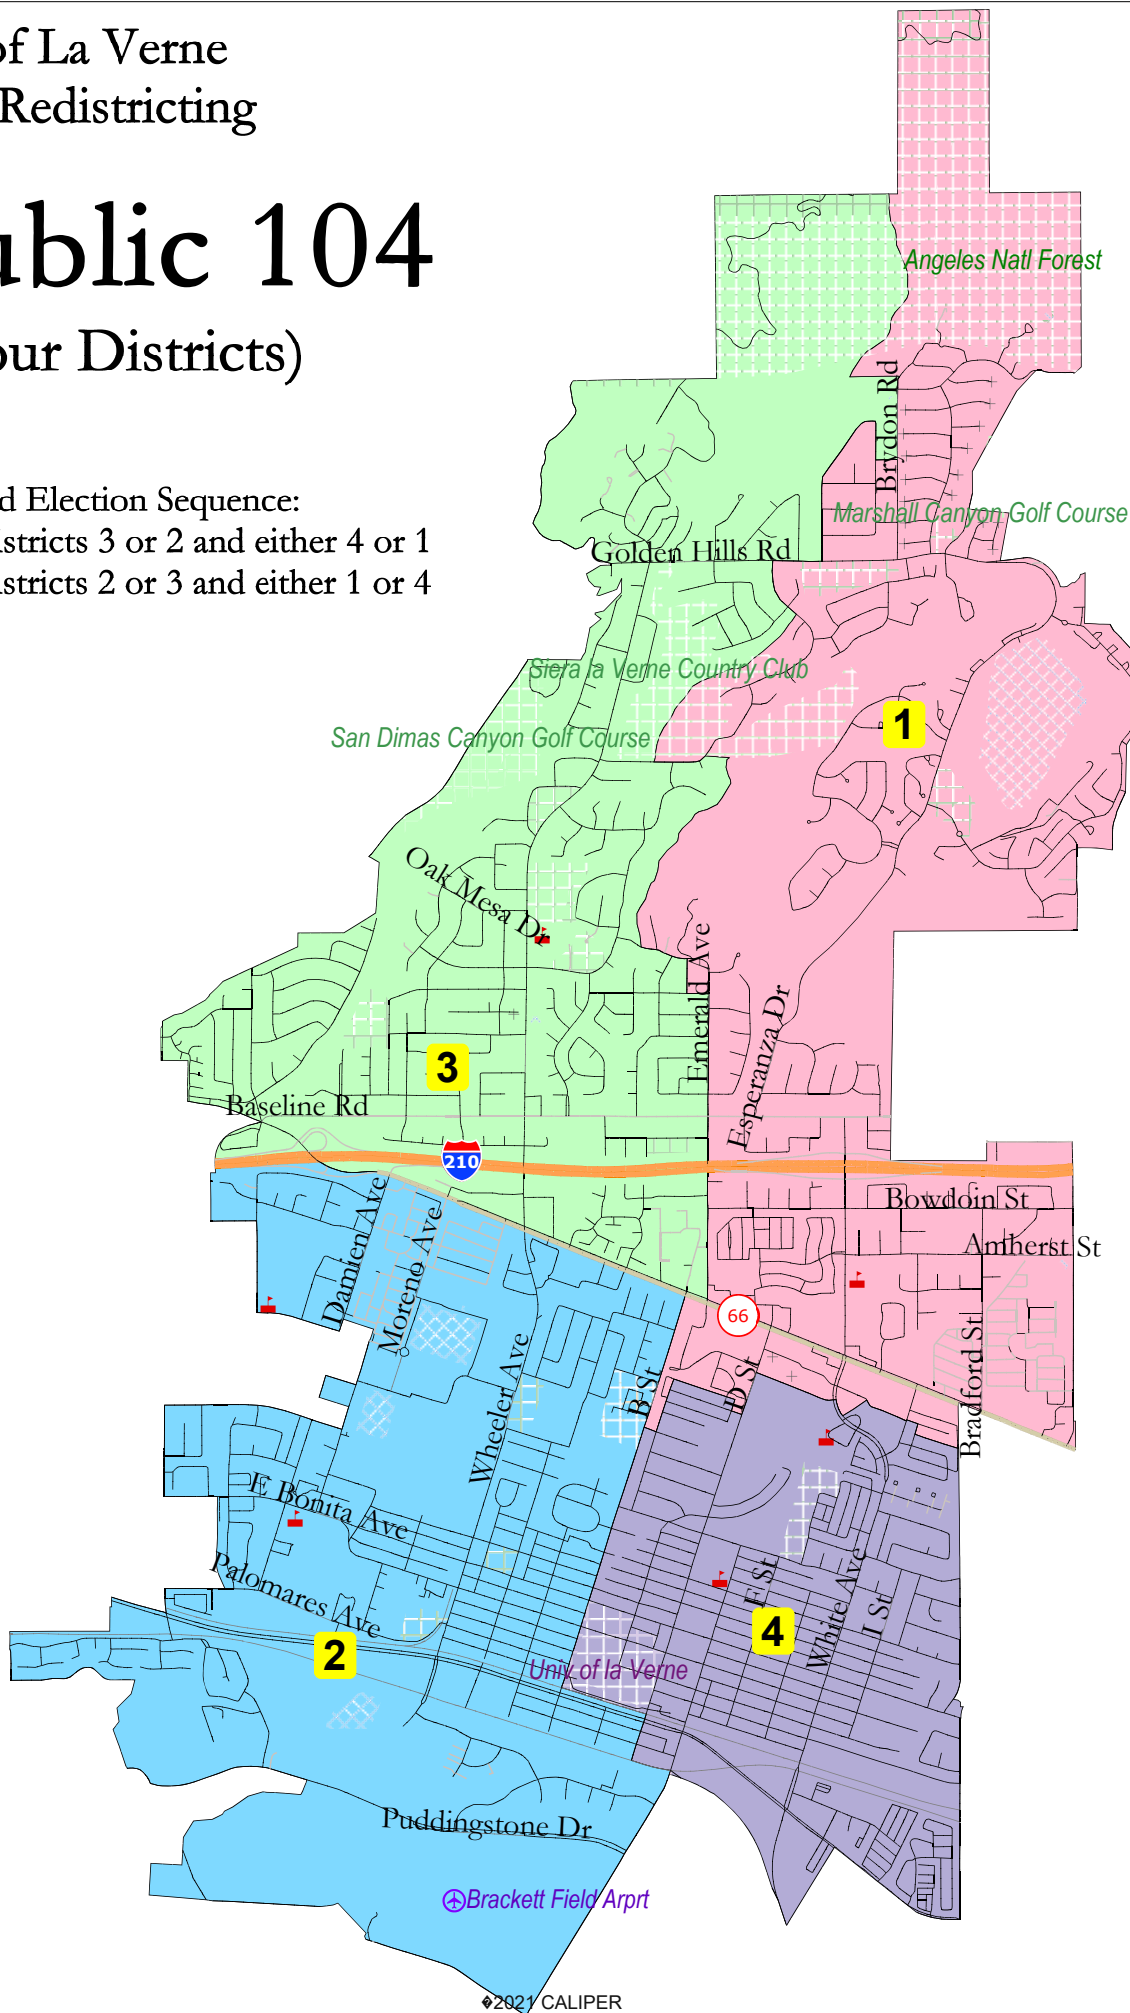 of La Verne
Redistricting
ublic 104
our Districts)
d Election Sequence:
istricts 3 or 2 and either 4 or 1
istricts 2 or 3 and either 1 or 4
Angeles Natl Forest
Brydon Rd
Marshall Canyon Golf Course
Golden Hills Rd
Siera la Verne Country Club
1
San Dimas Canyon Golf Course
Oak Mesa Dr
Emerald Ave
Esperanza Dr
3
Baseline Rd
210
Bowdoin St
Amherst St
Damien Ave
Moreno Ave
66
Bradford St
Wheeler Ave
B St
D St
E Bonita Ave
Palomares Ave
F St
White Ave
I St
4
2
Univ of la Verne
Puddingstone Dr
Brackett Field Arprt
�2021 CALIPER